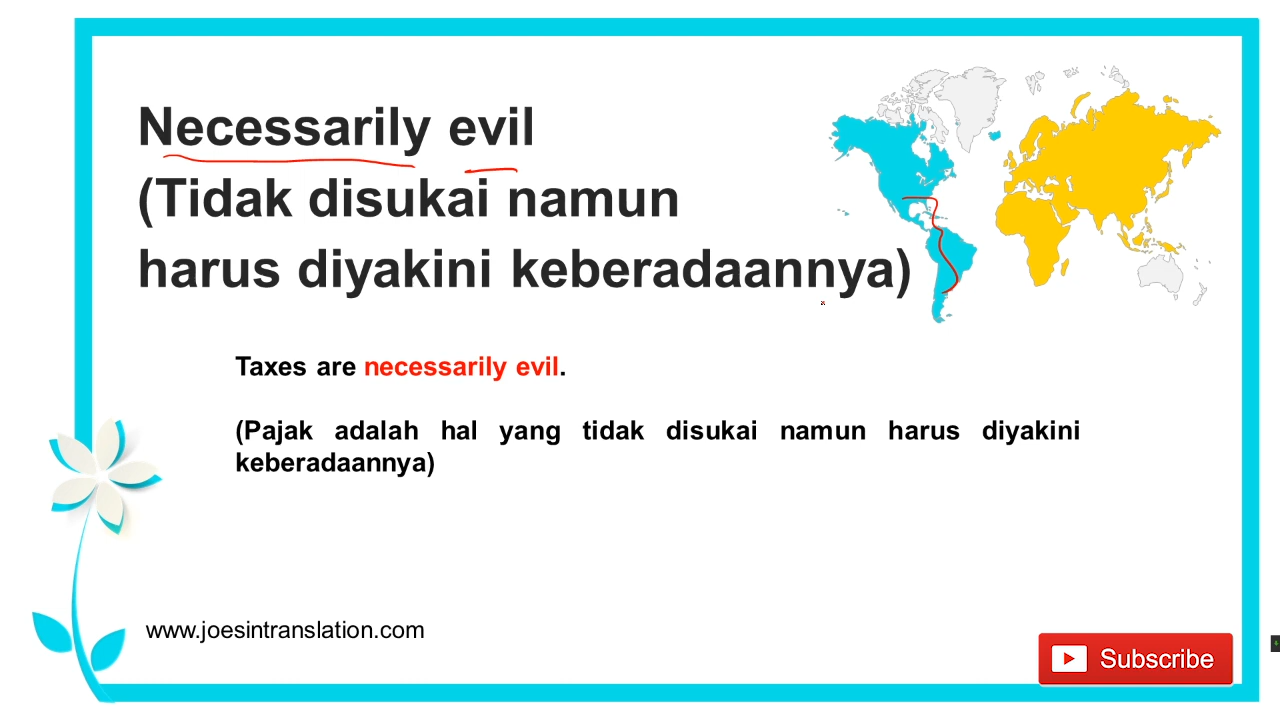 Necessarily evil
(Tidak disukai namun
harus diyakini keberadaannya)
Taxes are necessarily evil.
(Pajak adalah hal yang tidak disukai namun harus diyakini
keberadaannya)
www.joesintranslation.com
Subscribe